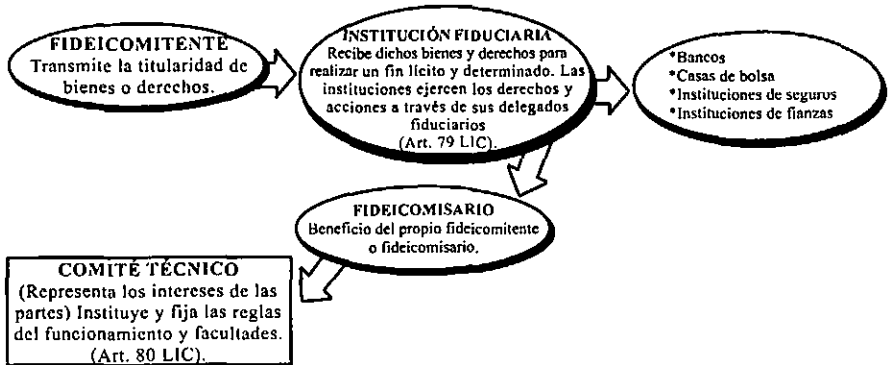 FIDEICOMITENTE
Transmite la titularidad de
bienes o derechos.
INSTITUCIÓN FIDUCIARIA
Recibe dichos bienes y derechos para
realizar un fin lícito y determinado. Las
instituciones ejercen los derechos y
acciones a través de sus delegados
fiduciarios
(Art. 79 LIC).
*Bancos
*Casas de bolsa
*Instituciones de seguros
*Instituciones de fianzas
FIDEICOMISARIO
Beneficio del propio fideicomitente
o fideicomisario.
COMITÉ TÉCNICO
(Representa los intereses de las
partes) Instituye y fija las reglas
del funcionamiento y facultades.
(Art. 80 LIC).